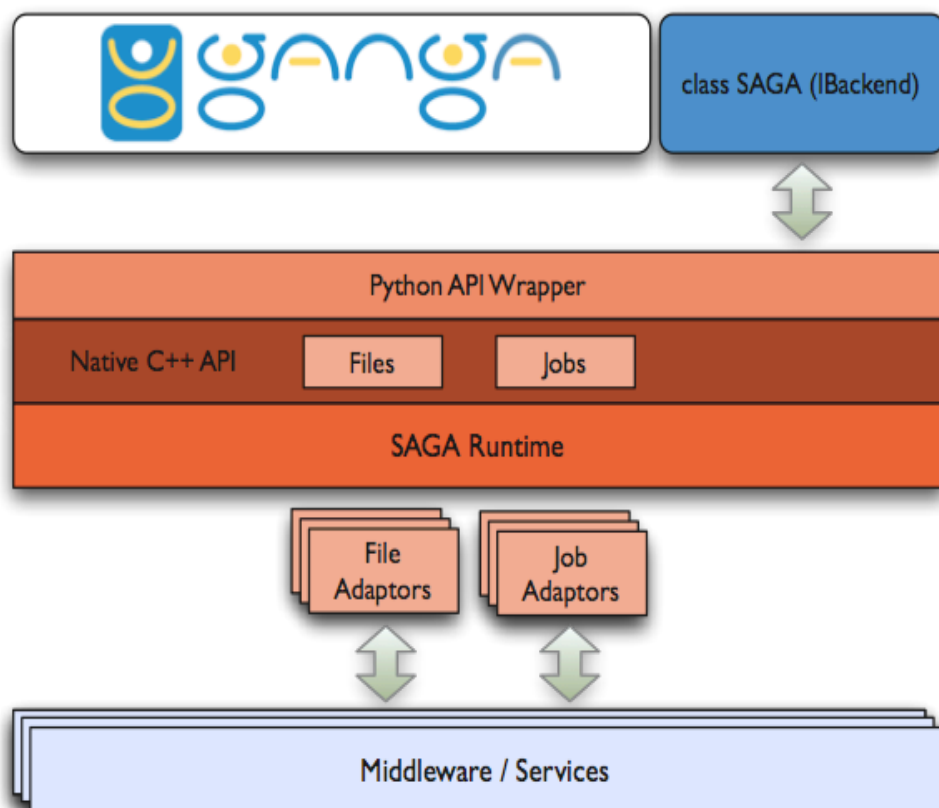 ganga
class SAGA (IBackend)
Python API Wrapper
Native C++ API
Files
Jobs
SAGA Runtime
File
Adaptors
Job
Adaptors
Middleware / Services